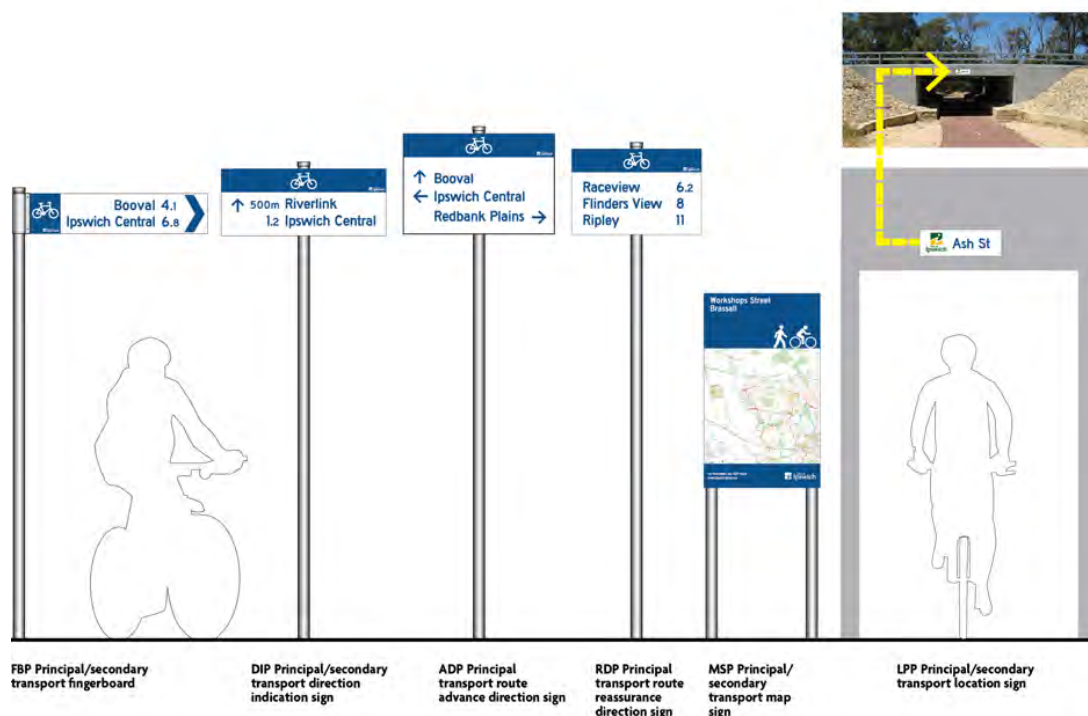 Booval 4.1
Ipswich Central 6.8
↑ 500m Riverlink
1.2 Ipswich Central
↑ Booval
← Ipswich Central
Redbank Plains →
Raceview 6.2
Flinders View 8
Ripley 11
Workshops Street
Brassall
Ipswich
Ipswich
Ash St
FBP Principal/secondary
transport fingerboard
DIP Principal/secondary
transport direction
indication sign
ADP Principal
transport route
advance direction sign
RDP Principal
transport route
reassurance
direction sign
MSP Principal/
secondary
transport map
sign
LPP Principal/secondary
transport location sign